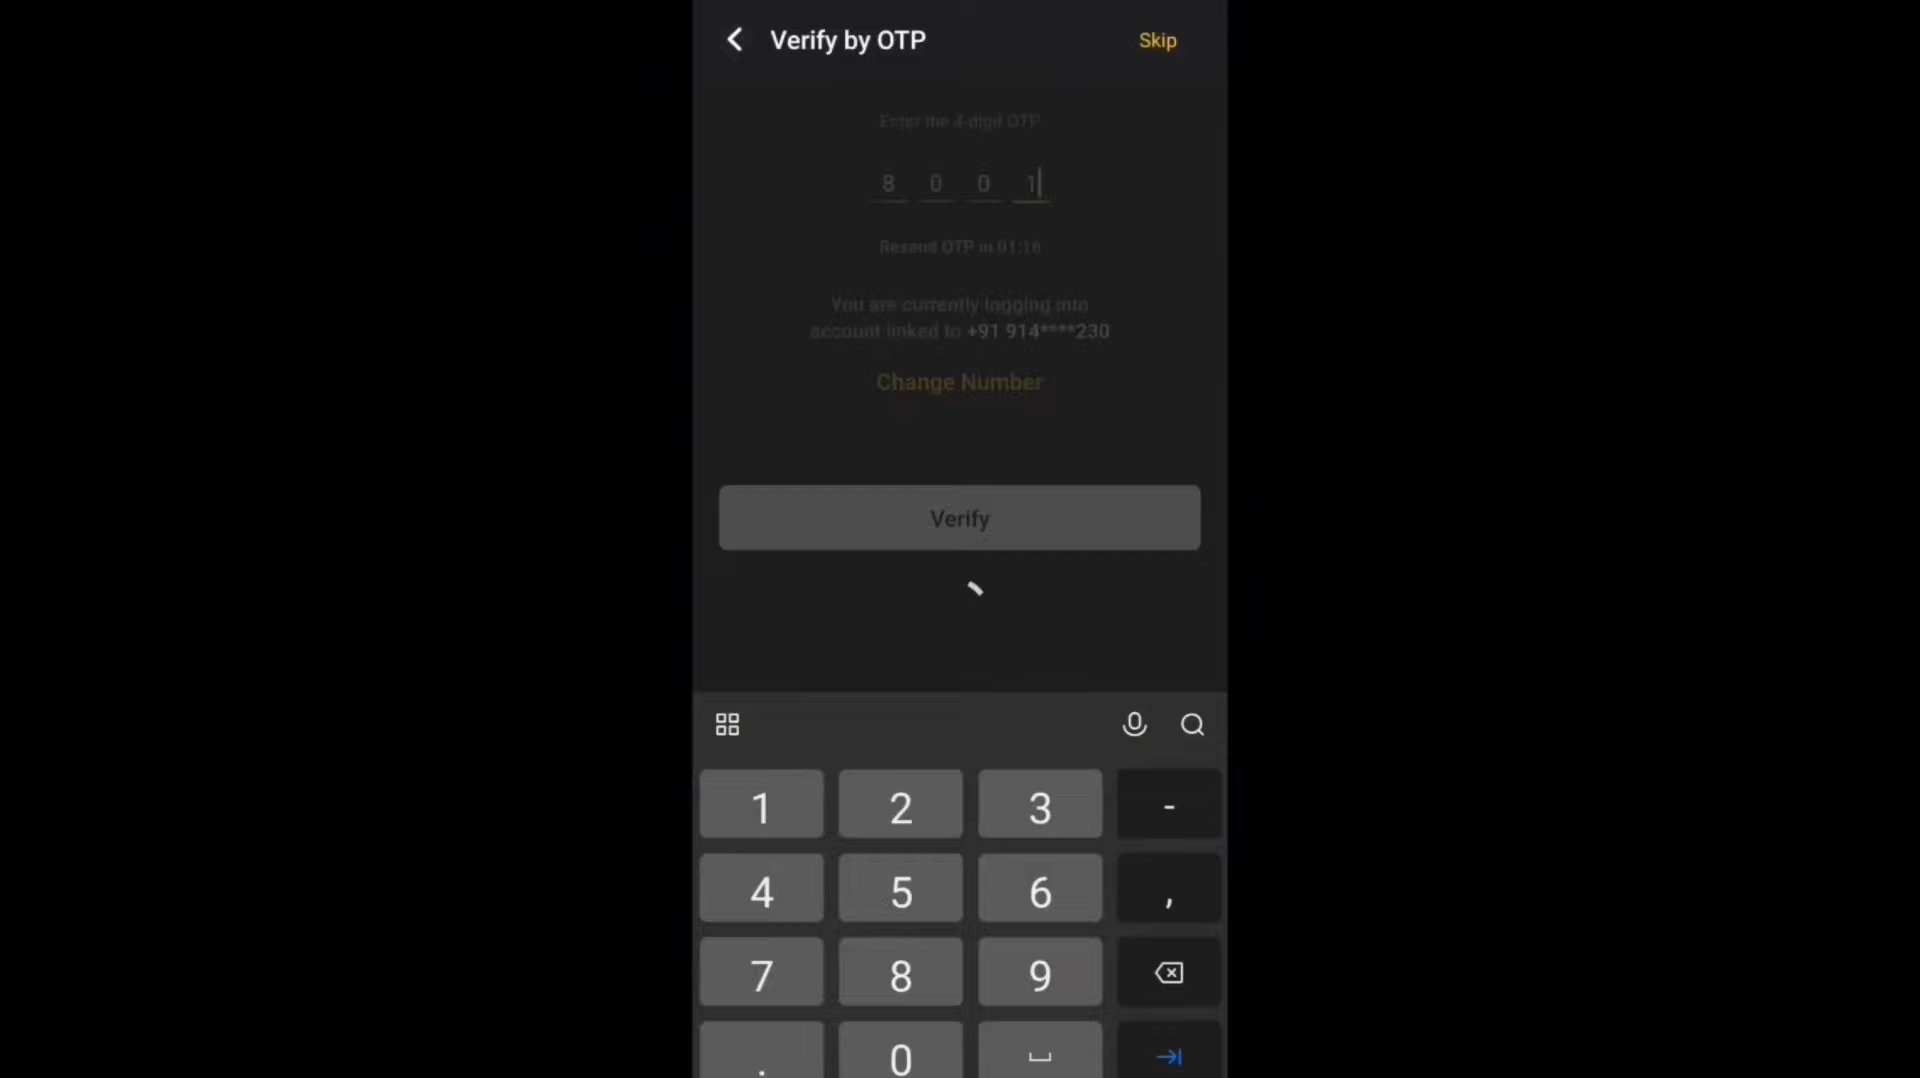 Verify by OTP
Skip
Enter the 4-digit OTP
8 0 0 1
Resend OTP in 01:16
You are currently logging into
account linked to +91 914****230
Change Number
Verify
1 2 3 -
4 5 6 ,
7 8 9
. 0